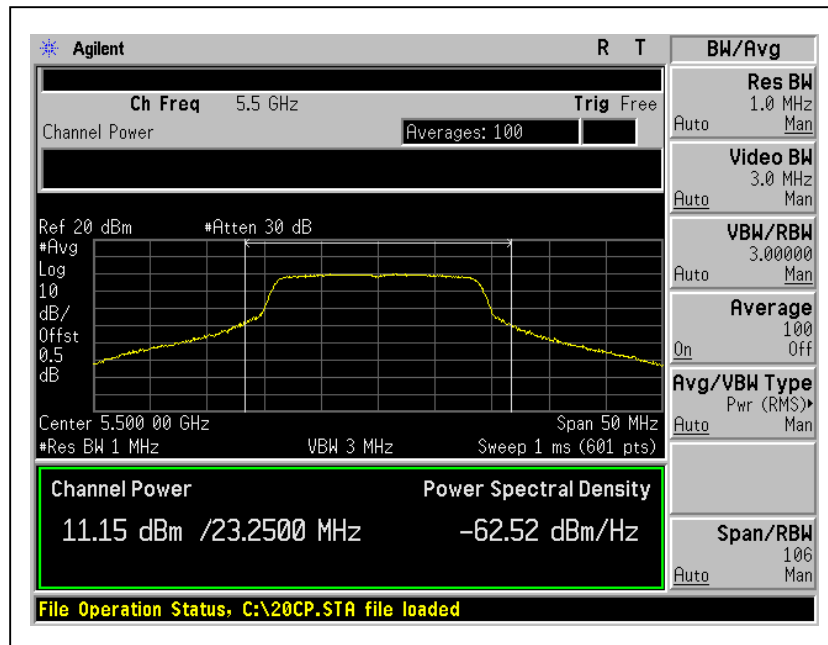 Agilent R T BW/Avg
Ch Freq 5.5 GHz Trig Free
Channel Power Averages: 100
Ref 20 dBm #Atten 30 dB
#Avg
Log
10
dB/
Offst
0.5
dB
Center 5.500 00 GHz Span 50 MHz
#Res BW 1 MHz VBW 3 MHz Sweep 1 ms (601 pts)
Channel Power Power Spectral Density
11.15 dBm /23.2500 MHz -62.52 dBm/Hz
File Operation Status, C:\20CP.STA file loaded
Res BW
1.0 MHz
Auto Man
Video BW
3.0 MHz
Auto Man
VBW/RBW
3.00000
Auto Man
Average
100
On Off
Avg/VBW Type
Pwr (RMS)▸
Auto Man
Span/RBW
106
Auto Man